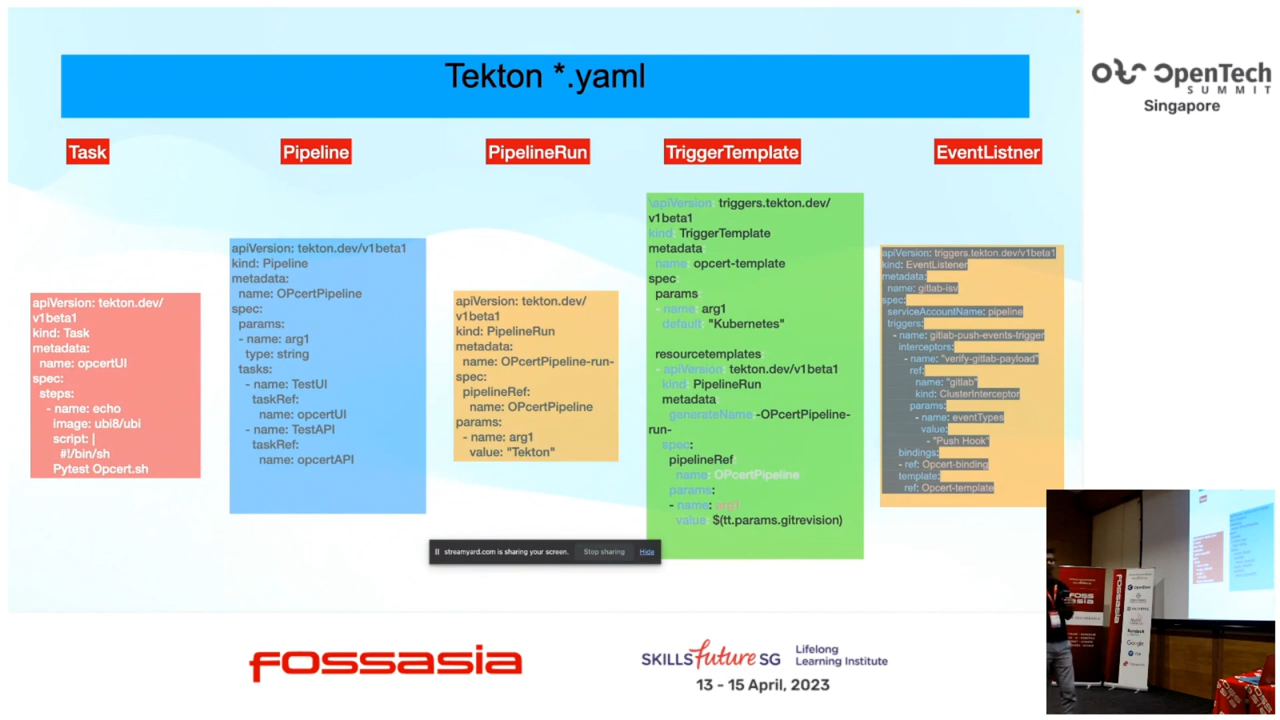 Tekton *.yaml
Task
Pipeline
PipelineRun
TriggerTemplate
EventListner
apiVersion: tekton.dev/
v1beta1
kind: Task
metadata:
name: opcertUI
spec:
steps:
- name: echo
image: ubi8/ubi
script: |
#!/bin/sh
Pytest Opcert.sh
apiVersion: tekton.dev/v1beta1
kind: Pipeline
metadata:
name: OPcertPipeline
spec:
params:
- name: arg1
type: string
tasks:
- name: TestUI
taskRef:
name: opcertUI
- name: TestAPI
taskRef:
name: opcertAPI
apiVersion: tekton.dev/
v1beta1
kind: PipelineRun
metadata:
name: OPcertPipeline-run-
spec:
pipelineRef:
name: OPcertPipeline
params:
- name: arg1
value: "Tekton"
\apiVersion: triggers.tekton.dev/
v1beta1
kind: TriggerTemplate
metadata:
name: opcert-template
spec:
params:
- name: arg1
default: "Kubernetes"
resourcetemplates:
- apiVersion: tekton.dev/v1beta1
kind: PipelineRun
metadata:
generateName: -OPcertPipeline-
run-
spec:
pipelineRef:
name: OPcertPipeline
params:
- name: arg1
value: $(tt.params.gitrevision)
apiVersion: triggers.tekton.dev/v1beta1
kind: EventListener
metadata:
name: gitlab-isv
spec:
serviceAccountName: pipeline
triggers:
- name: gitlab-push-events-trigger
interceptors:
- name: "verify-gitlab-payload"
ref:
name: "gitlab"
kind: ClusterInterceptor
params:
- name: eventTypes
value:
- "Push Hook"
bindings:
- ref: Opcert-binding
template:
ref: Opcert-template
streamyard.com is sharing your screen. Stop sharing Hide
OpenTech
SUMMIT
Singapore
FOSSASIA
SKILLS future SG
Lifelong
Learning Institute
13 - 15 April, 2023
FOSS
ASIA
Google